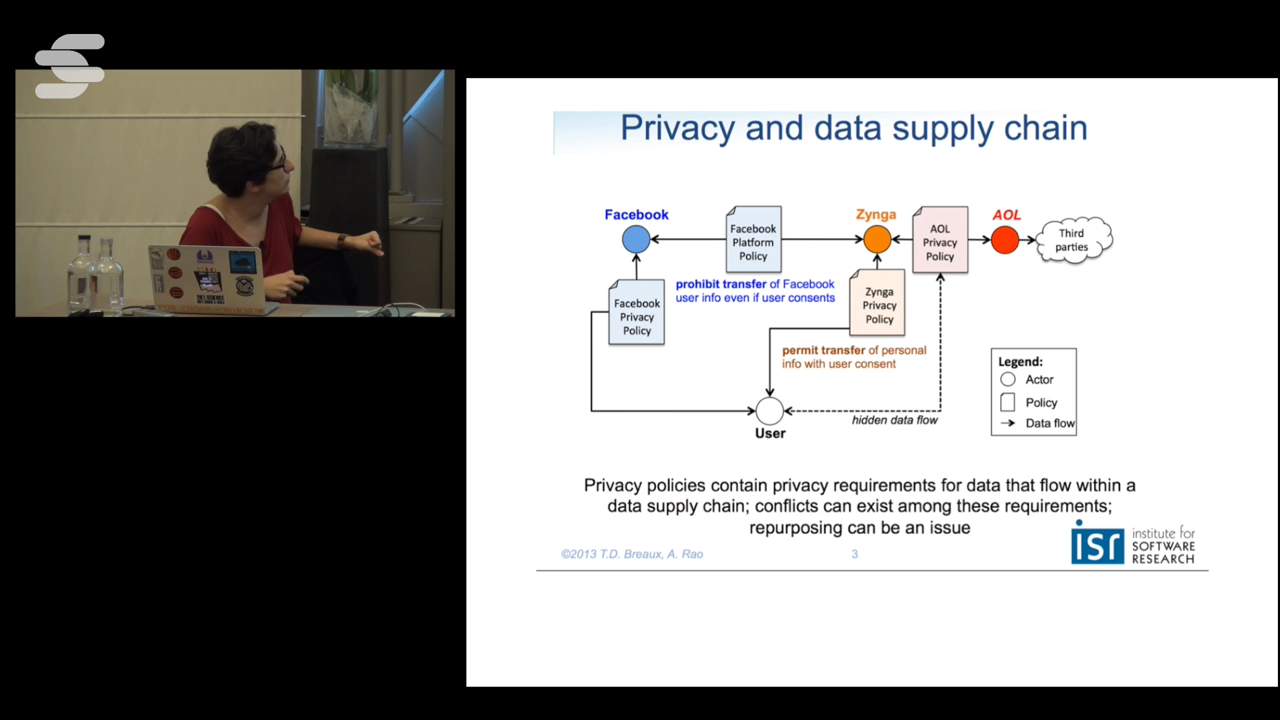 Privacy and data supply chain
Facebook
Zynga
AOL
Facebook
Platform
Policy
AOL
Privacy
Policy
Third
parties
prohibit transfer of Facebook
user info even if user consents
Facebook
Privacy
Policy
Zynga
Privacy
Policy
permit transfer of personal
info with user consent
Legend:
Actor
Policy
Data flow
hidden data flow
User
Privacy policies contain privacy requirements for data that flow within a
data supply chain; conflicts can exist among these requirements;
repurposing can be an issue
©2013 T.D. Breaux, A. Rao
3
isr
institute for
SOFTWARE
RESEARCH